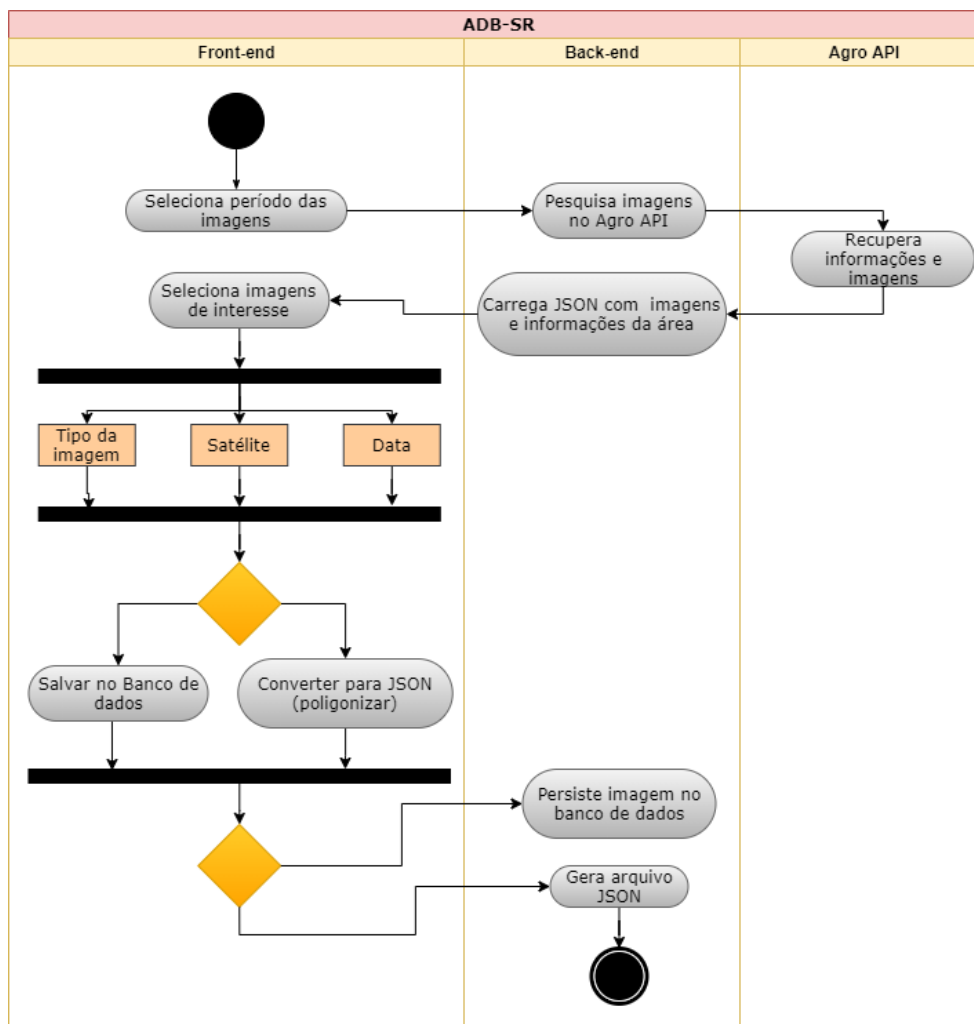 ADB-SR
Front-end
Back-end
Agro API
Seleciona período das
imagens
Pesquisa imagens
no Agro API
Recupera
informações e
imagens
Seleciona imagens
de interesse
Carrega JSON com imagens
e informações da área
Tipo da
imagem
Satélite
Data
Salvar no Banco de
dados
Converter para JSON
(poligonizar)
Persiste imagem no
banco de dados
Gera arquivo
JSON